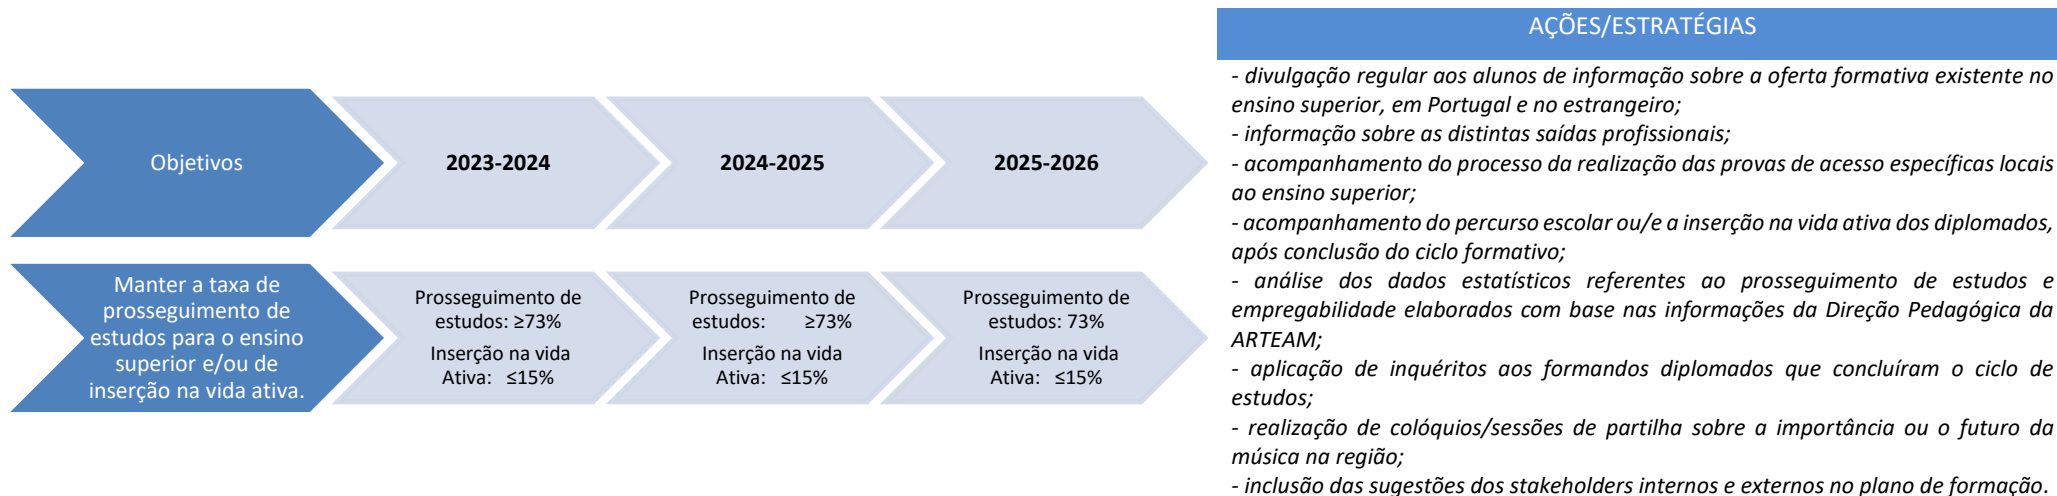 Objetivos
2023-2024
2024-2025
2025-2026
Manter a taxa de
prosseguimento de
estudos para o ensino
superior e/ou de
inserção na vida ativa.
Prosseguimento de
estudos: ≥73%
Inserção na vida
Ativa: ≤15%
Prosseguimento de
estudos: ≥73%
Inserção na vida
Ativa: ≤15%
Prosseguimento de
estudos: 73%
Inserção na vida
Ativa: ≤15%
AÇÕES/ESTRATÉGIAS
- divulgação regular aos alunos de informação sobre a oferta formativa existente no
ensino superior, em Portugal e no estrangeiro;
- informação sobre as distintas saídas profissionais;
- acompanhamento do processo da realização das provas de acesso específicas locais
ao ensino superior;
- acompanhamento do percurso escolar ou/e a inserção na vida ativa dos diplomados,
após conclusão do ciclo formativo;
- análise dos dados estatísticos referentes ao prosseguimento de estudos e
empregabilidade elaborados com base nas informações da Direção Pedagógica da
ARTEAM;
- aplicação de inquéritos aos formandos diplomados que concluíram o ciclo de
estudos;
- realização de colóquios/sessões de partilha sobre a importância ou o futuro da
música na região;
- inclusão das sugestões dos stakeholders internos e externos no plano de formação.